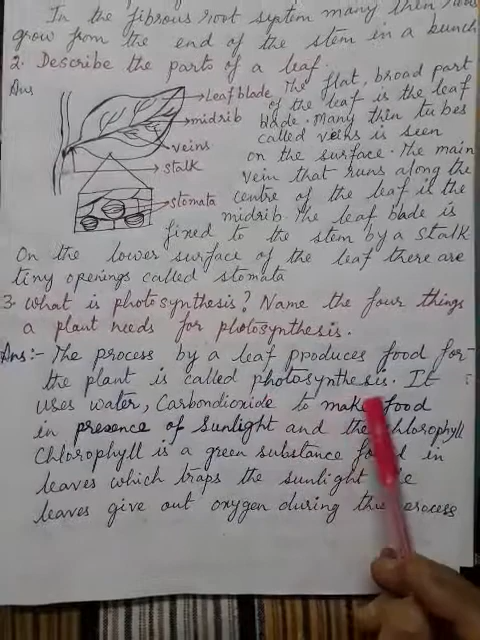 In the fibrous root system many thin
grow from the end of the stem in a bunch
2. Describe the parts of a leaf.
Ans
Leaf blade
midrib
veins
stalk
stomata
The flat, broad part
of the leaf is the leaf
blade. Many thin tubes
called veins is seen
on the surface. The main
vein that runs along the
centre of the leaf is the
midrib. The leaf blade is
fixed to the stem by a stalk
On the lower surface of the leaf there are
tiny openings called stomata
3. What is photosynthesis? Name the four things
a plant needs for photosynthesis.
Ans:- The process by a leaf produces food for
the plant is called photosynthesis. It
uses water, Carbondioxide to make food
in presence of Sunlight and the Chlorophyll
Chlorophyll is a green substance in
leaves which traps the sunlight
leaves give out oxygen during this